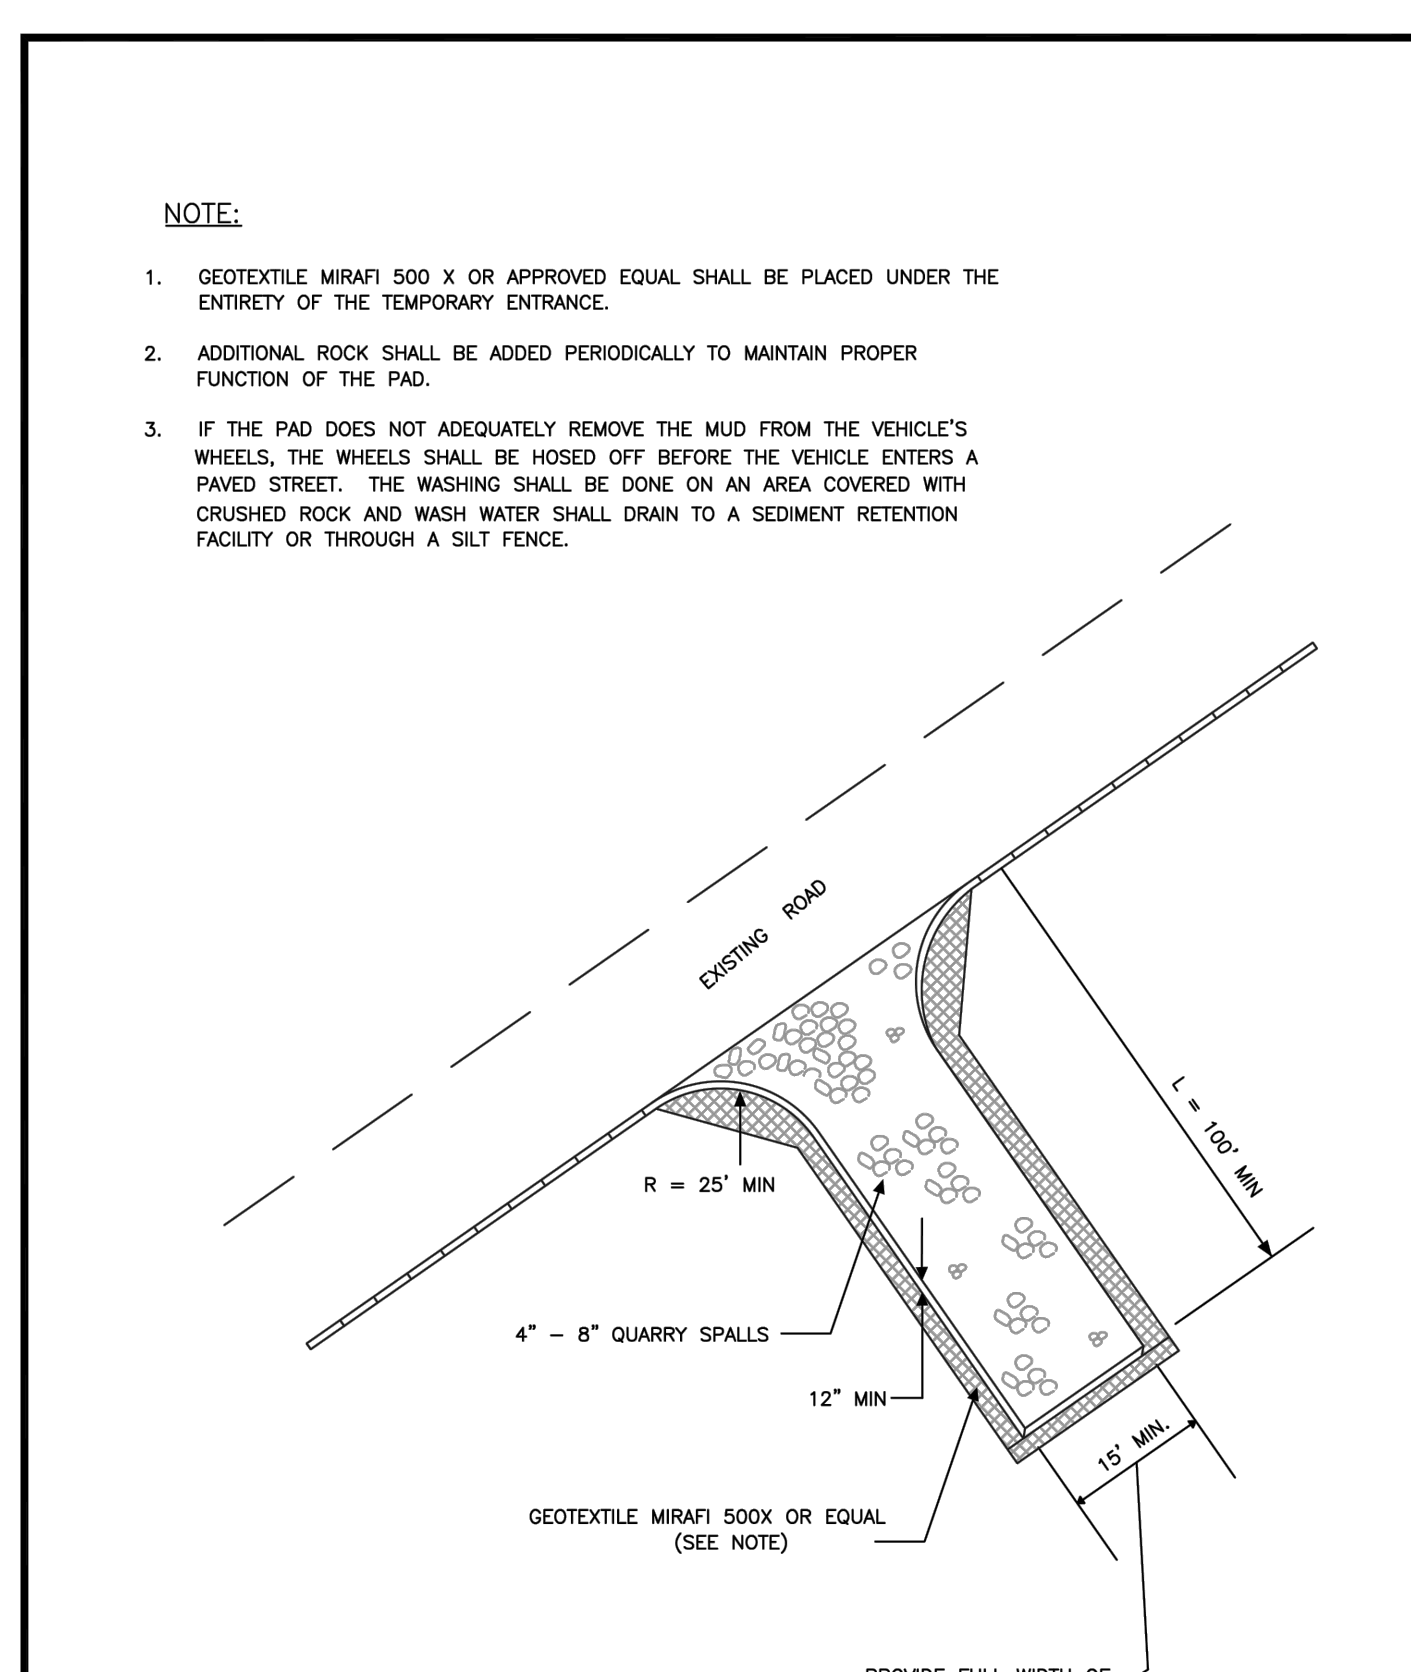 NOTE:
1. GEOTEXTILE MIRAFI 500 X OR APPROVED EQUAL SHALL BE PLACED UNDER THE
ENTIRETY OF THE TEMPORARY ENTRANCE.
2. ADDITIONAL ROCK SHALL BE ADDED PERIODICALLY TO MAINTAIN PROPER
FUNCTION OF THE PAD.
3. IF THE PAD DOES NOT ADEQUATELY REMOVE THE MUD FROM THE VEHICLE'S
WHEELS, THE WHEELS SHALL BE HOSED OFF BEFORE THE VEHICLE ENTERS A
PAVED STREET. THE WASHING SHALL BE DONE ON AN AREA COVERED WITH
CRUSHED ROCK AND WASH WATER SHALL DRAIN TO A SEDIMENT RETENTION
FACILITY OR THROUGH A SILT FENCE.
EXISTING ROAD
L = 100' MIN
R = 25' MIN
4" – 8" QUARRY SPALLS
12" MIN
15' MIN.
GEOTEXTILE MIRAFI 500X OR EQUAL
(SEE NOTE)
PROVIDE FULL WIDTH OF